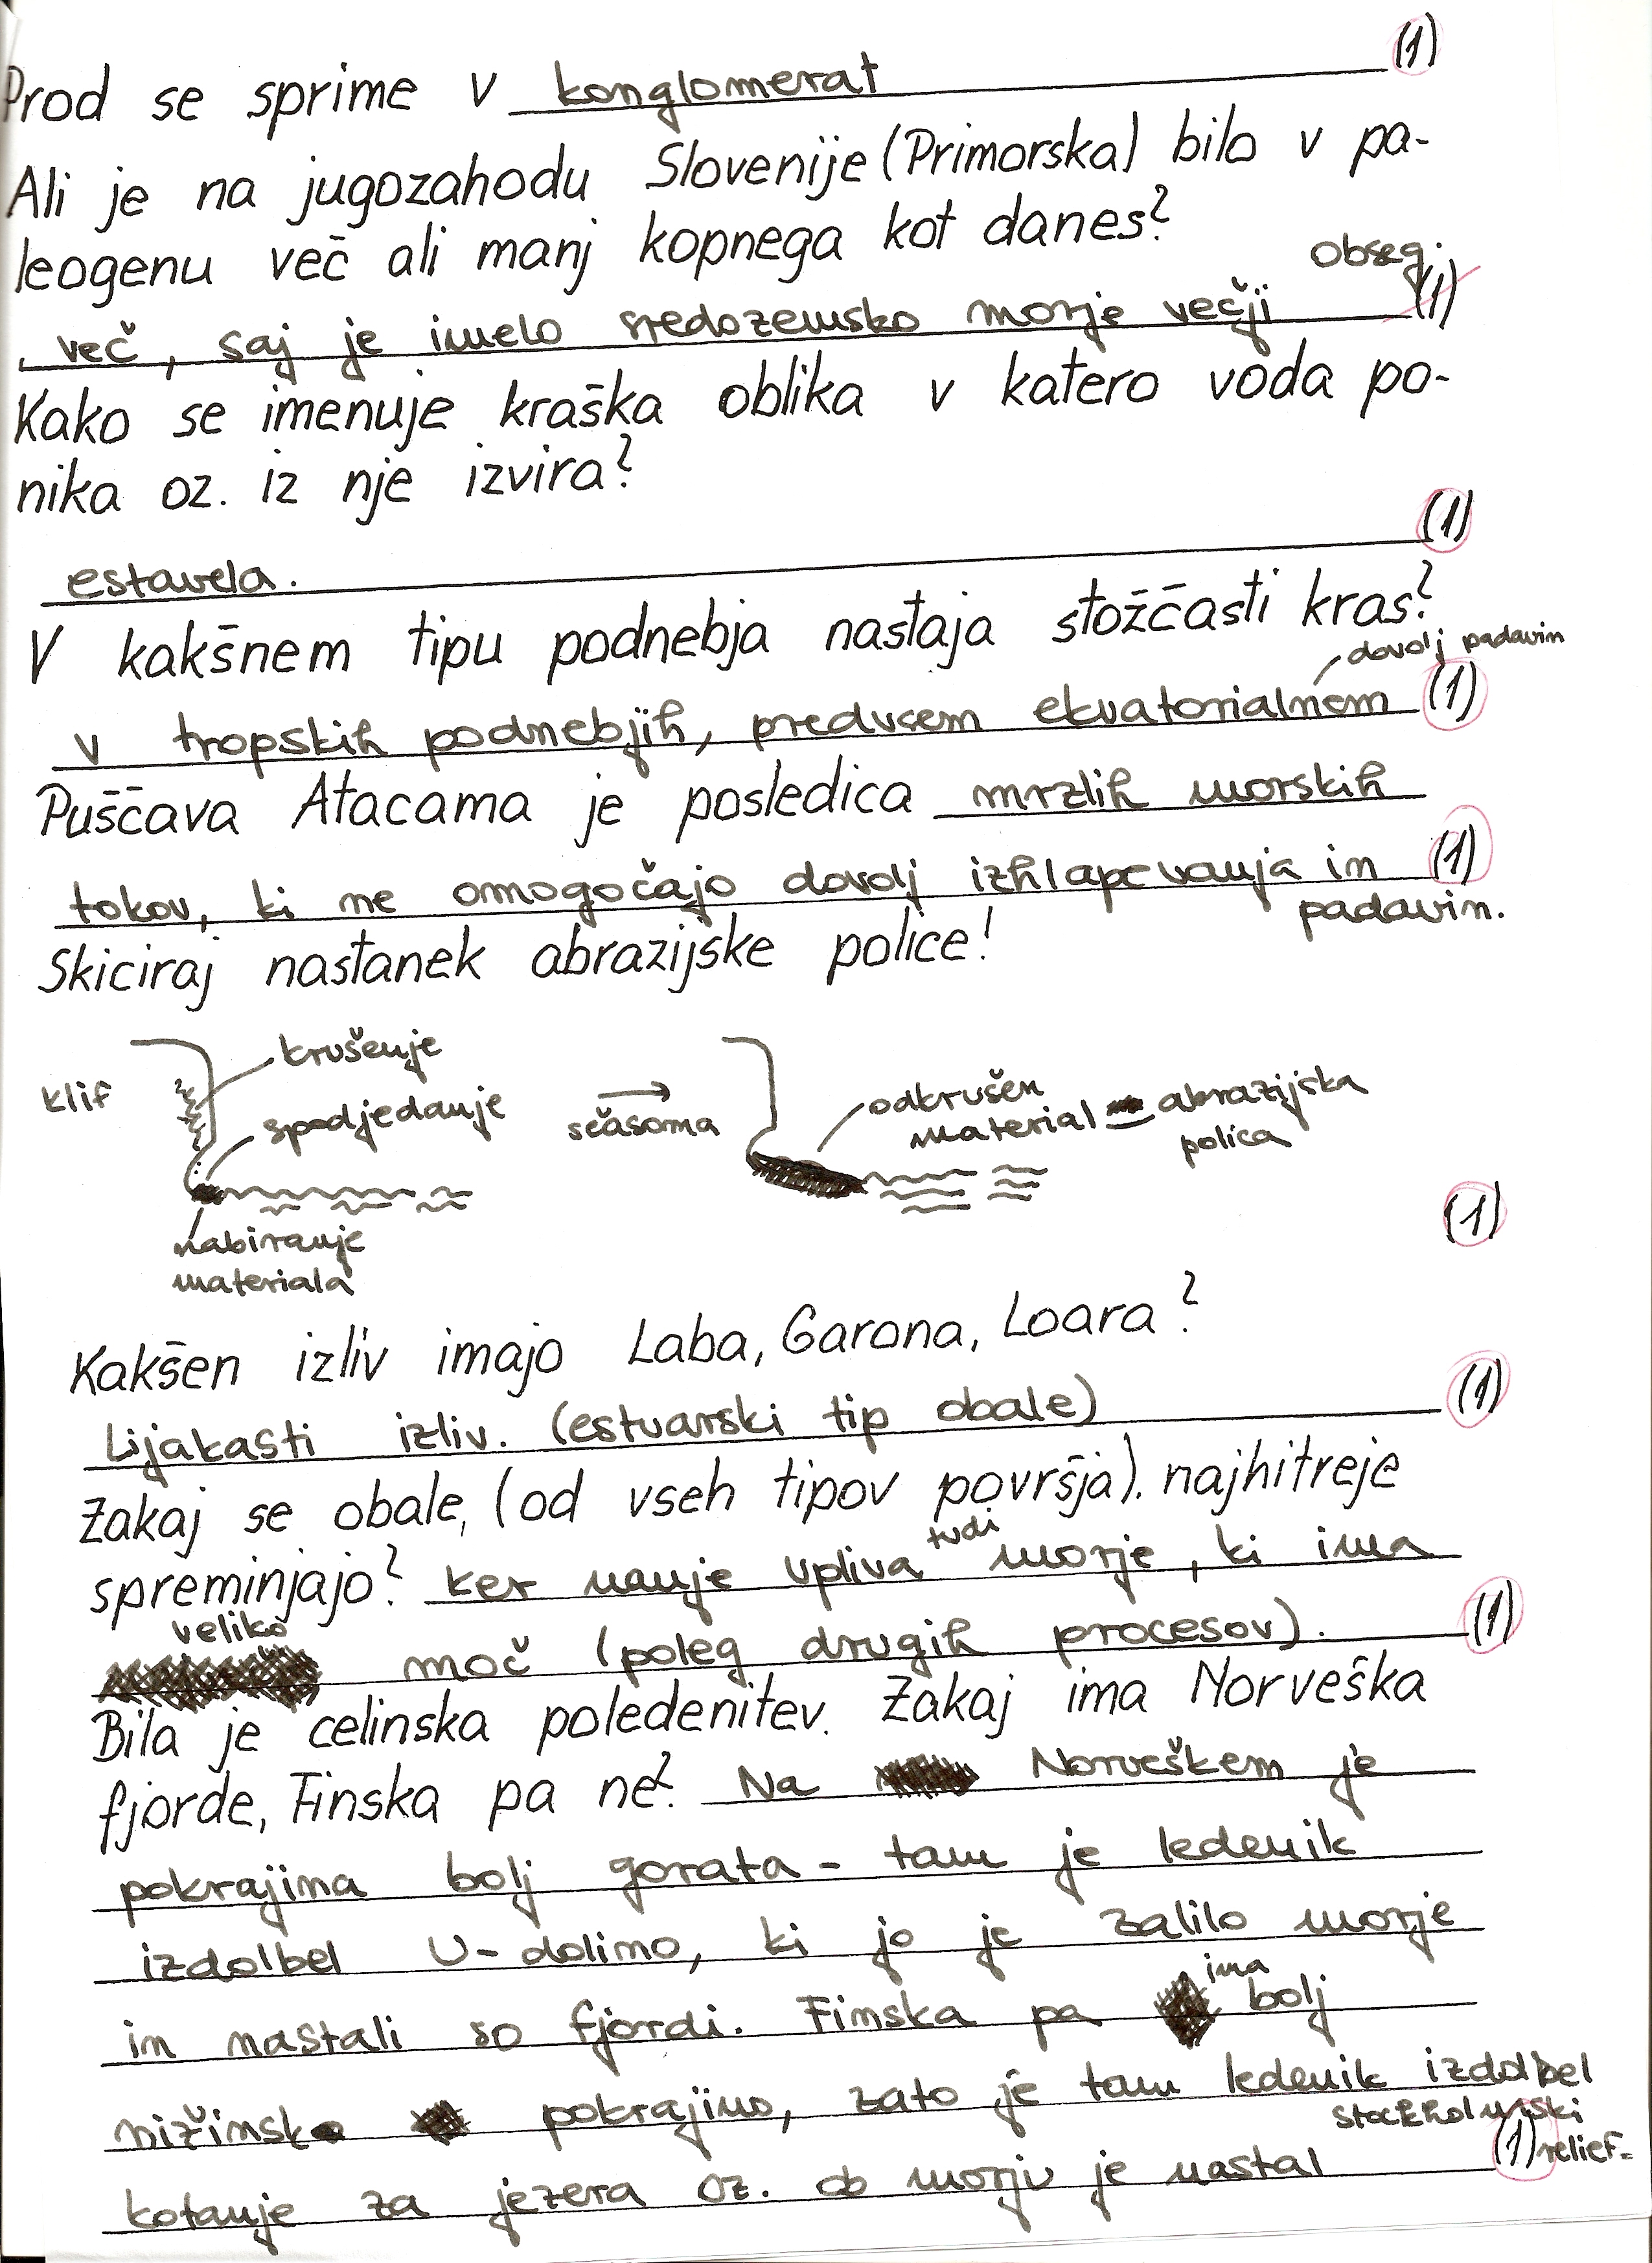 Prod se sprime v konglomerat (1)
Ali je na jugozahodu Slovenije (Primorska) bilo v pa-
leogenu več ali manj kopnega kot danes?
več, saj je imelo sredozemsko morje večji obseg. (1)
Kako se imenuje kraška oblika v katero voda po-
nika oz. iz nje izvira?
estavela. (1)
V kakšnem tipu podnebja nastaja stožčasti kras?
dovolj padavin
v tropskih podnebjih, predvsem ekvatorialnem (1)
Puščava Atacama je posledica mrzlih morskih
tokov, ki ne omogočajo dovolj izhlapevanja in (1)
padavin.
Skiciraj nastanek abrazijske police!
klif
krušenje
spodjedanje
nabiranje
materiala
sčasoma
odkrušen
material = abrazijska
polica
(1)
Kakšen izliv imajo Laba, Garona, Loara?
Lijakasti izliv. (estuarski tip obale) (1)
Zakaj se obale, (od vseh tipov površja). najhitreje
spreminjajo? ker nanje vpliva tudi morje, ki ima
veliko moč (poleg drugih procesov). (1)
Bila je celinska poledenitev. Zakaj ima Norveška
fjorde, Finska pa ne? Na Norveškem je
pokrajina bolj gorata - tam je ledenik
izdolbel U-dolino, ki jo je zalilo morje
in nastali so fjordi. Finska pa ima bolj
nižinsko pokrajino, zato je tam ledenik izdolbel
kotanje za jezera oz. ob morju je nastal (1)
stockholmski
relief.